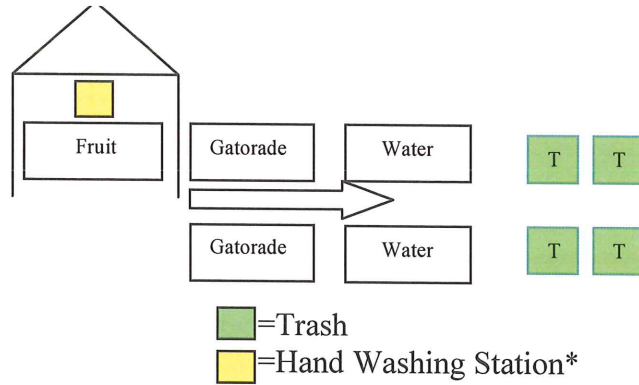 Fruit
Gatorade
Water
T
T
Gatorade
Water
T
T
=Trash
=Hand Washing Station*